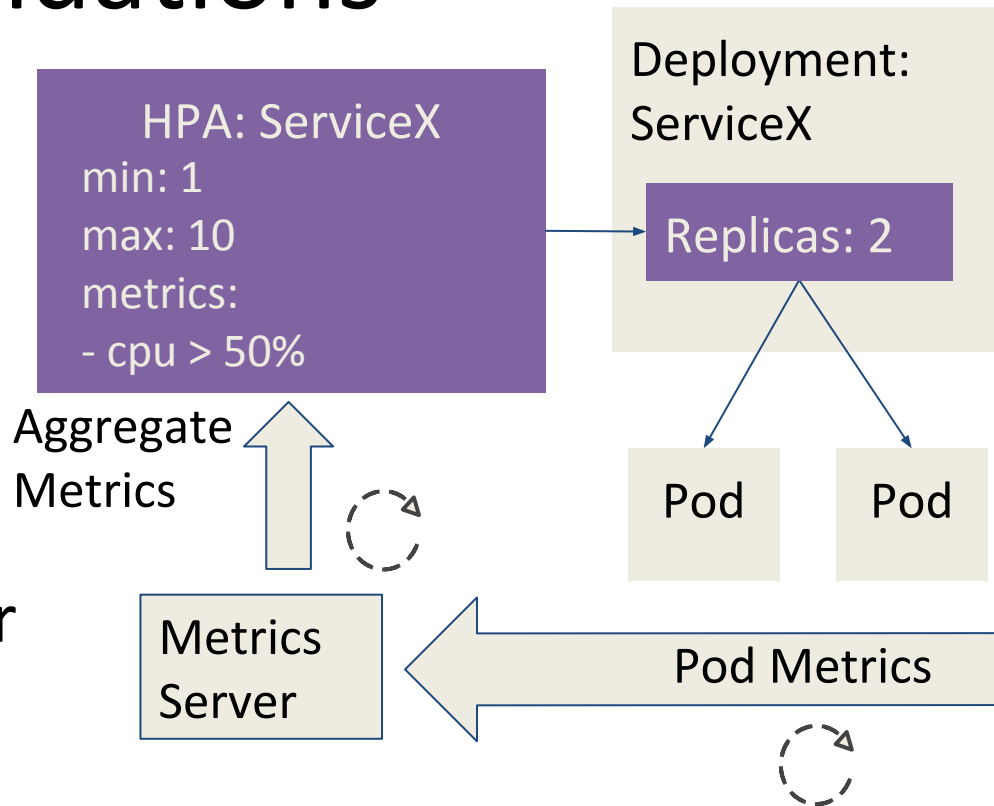 HPA: ServiceX
min: 1
max: 10
metrics:
- cpu > 50%
Deployment:
ServiceX
Replicas: 2
Aggregate
Metrics
Pod
Pod
Metrics
Server
Pod Metrics